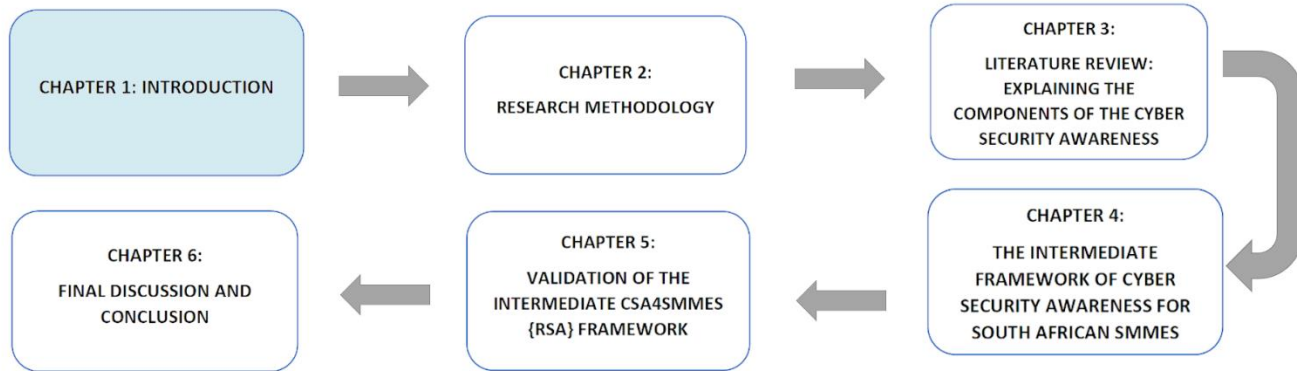 CHAPTER 1: INTRODUCTION
CHAPTER 2:
RESEARCH METHODOLOGY
CHAPTER 3:
LITERATURE REVIEW:
EXPLAINING THE
COMPONENTS OF THE CYBER
SECURITY AWARENESS
CHAPTER 4:
THE INTERMEDIATE
FRAMEWORK OF CYBER
SECURITY AWARENESS FOR
SOUTH AFRICAN SMMES
CHAPTER 5:
VALIDATION OF THE
INTERMEDIATE CSA4SMMES
{RSA} FRAMEWORK
CHAPTER 6:
FINAL DISCUSSION AND
CONCLUSION